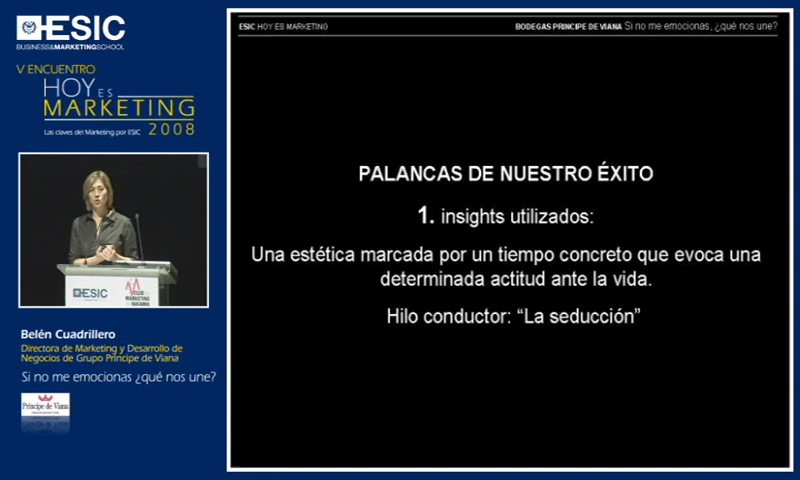 ESIC
BUSINESS&MARKETINGSCHOOL
V ENCUENTRO
HOY ES
MARKETING
Las claves del Marketing por ESIC 2008
ESIC
CLUB
MARKETING
NAVARRA
Belén Cuadrillero
Directora de Marketing y Desarrollo de
Negocios de Grupo Príncipe de Viana
Si no me emocionas ¿qué nos une?
Príncipe de Viana
ESIC HOY ES MARKETING
BODEGAS PRINCIPE DE VIANA Si no me emocionas, ¿qué nos une?
PALANCAS DE NUESTRO ÉXITO
1. insights utilizados:
Una estética marcada por un tiempo concreto que evoca una
determinada actitud ante la vida.
Hilo conductor: “La seducción”